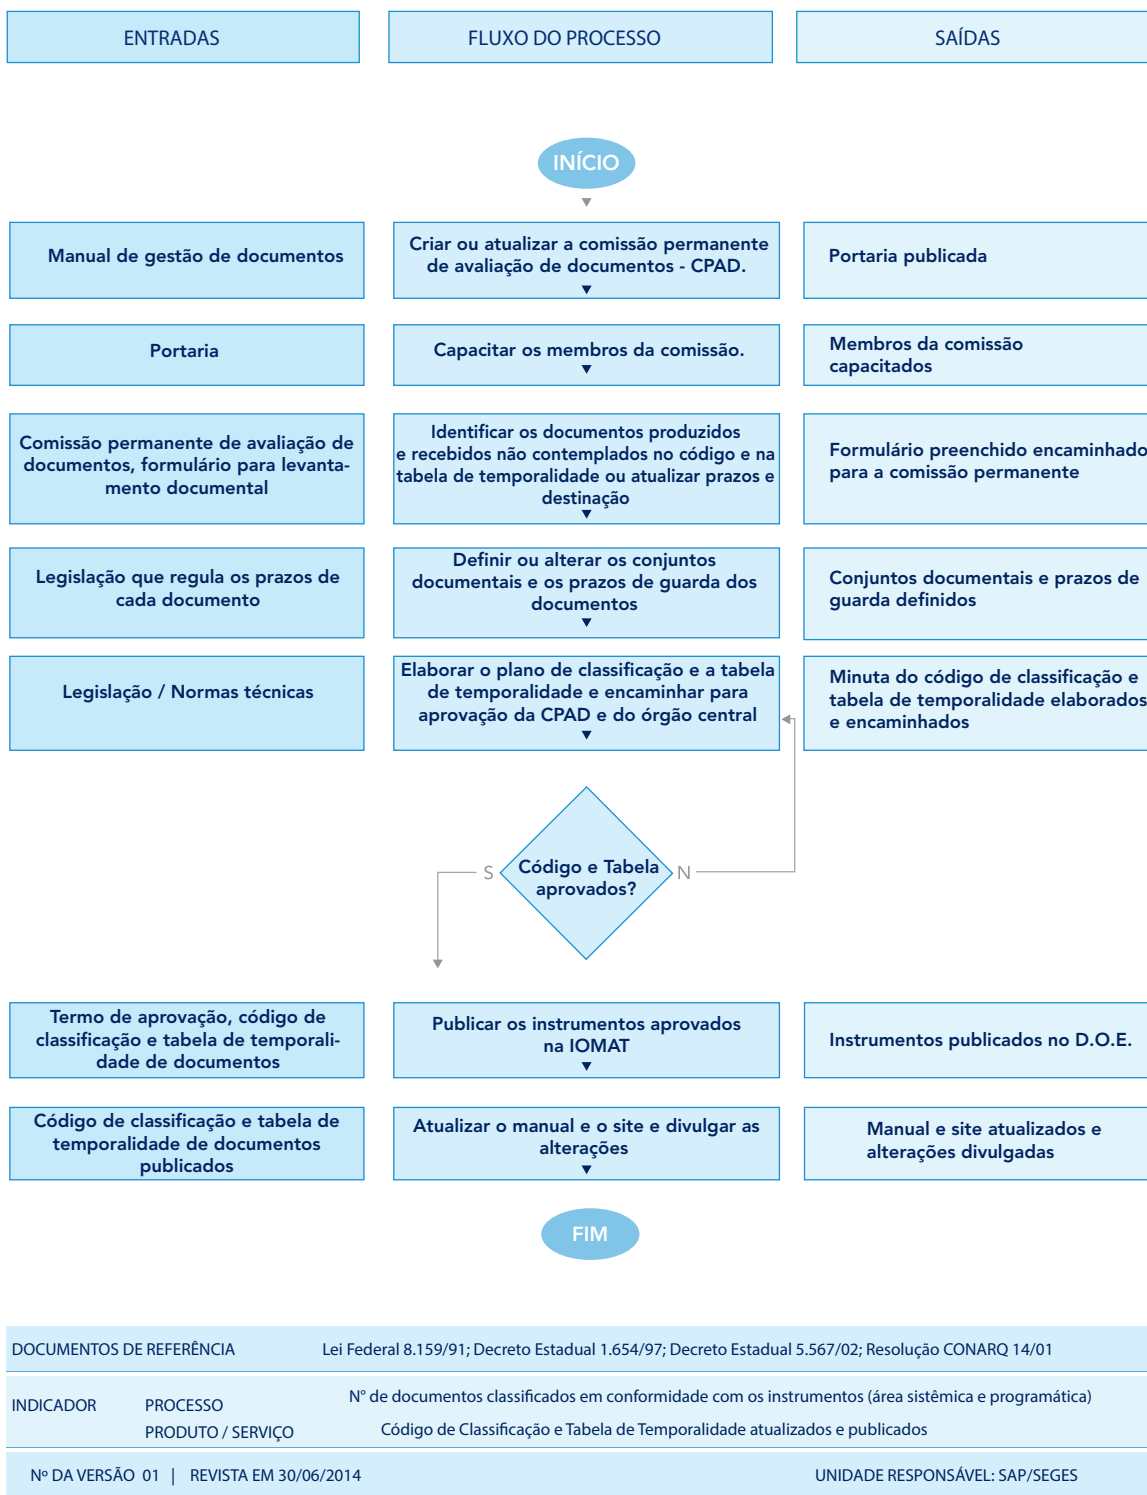 ENTRADAS
FLUXO DO PROCESSO
SAÍDAS
INÍCIO
Manual de gestão de documentos
Criar ou atualizar a comissão permanente
de avaliação de documentos - CPAD.
Portaria publicada
Portaria
Capacitar os membros da comissão.
Membros da comissão
capacitados
Comissão permanente de avaliação de
documentos, formulário para levanta-
mento documental
Identificar os documentos produzidos
e recebidos não contemplados no código e na
tabela de temporalidade ou atualizar prazos e
destinação
Formulário preenchido encaminhado
para a comissão permanente
Legislação que regula os prazos de
cada documento
Definir ou alterar os conjuntos
documentais e os prazos de guarda dos
documentos
Conjuntos documentais e prazos de
guarda definidos
Legislação / Normas técnicas
Elaborar o plano de classificação e a tabela
de temporalidade e encaminhar para
aprovação da CPAD e do órgão central
Minuta do código de classificação e
tabela de temporalidade elaborados
e encaminhados
S
Código e Tabela
aprovados?
N
Termo de aprovação, código de
classificação e tabela de temporali-
dade de documentos
Publicar os instrumentos aprovados
na IOMAT
Instrumentos publicados no D.O.E.
Código de classificação e tabela de
temporalidade de documentos
publicados
Atualizar o manual e o site e divulgar as
alterações
Manual e site atualizados e
alterações divulgadas
FIM
DOCUMENTOS DE REFERÊNCIA Lei Federal 8.159/91; Decreto Estadual 1.654/97; Decreto Estadual 5.567/02; Resolução CONARQ 14/01
INDICADOR PROCESSO N° de documentos classificados em conformidade com os instrumentos (área sistêmica e programática)
PRODUTO / SERVIÇO Código de Classificação e Tabela de Temporalidade atualizados e publicados
Nº DA VERSÃO 01 | REVISTA EM 30/06/2014 UNIDADE RESPONSÁVEL: SAP/SEGES